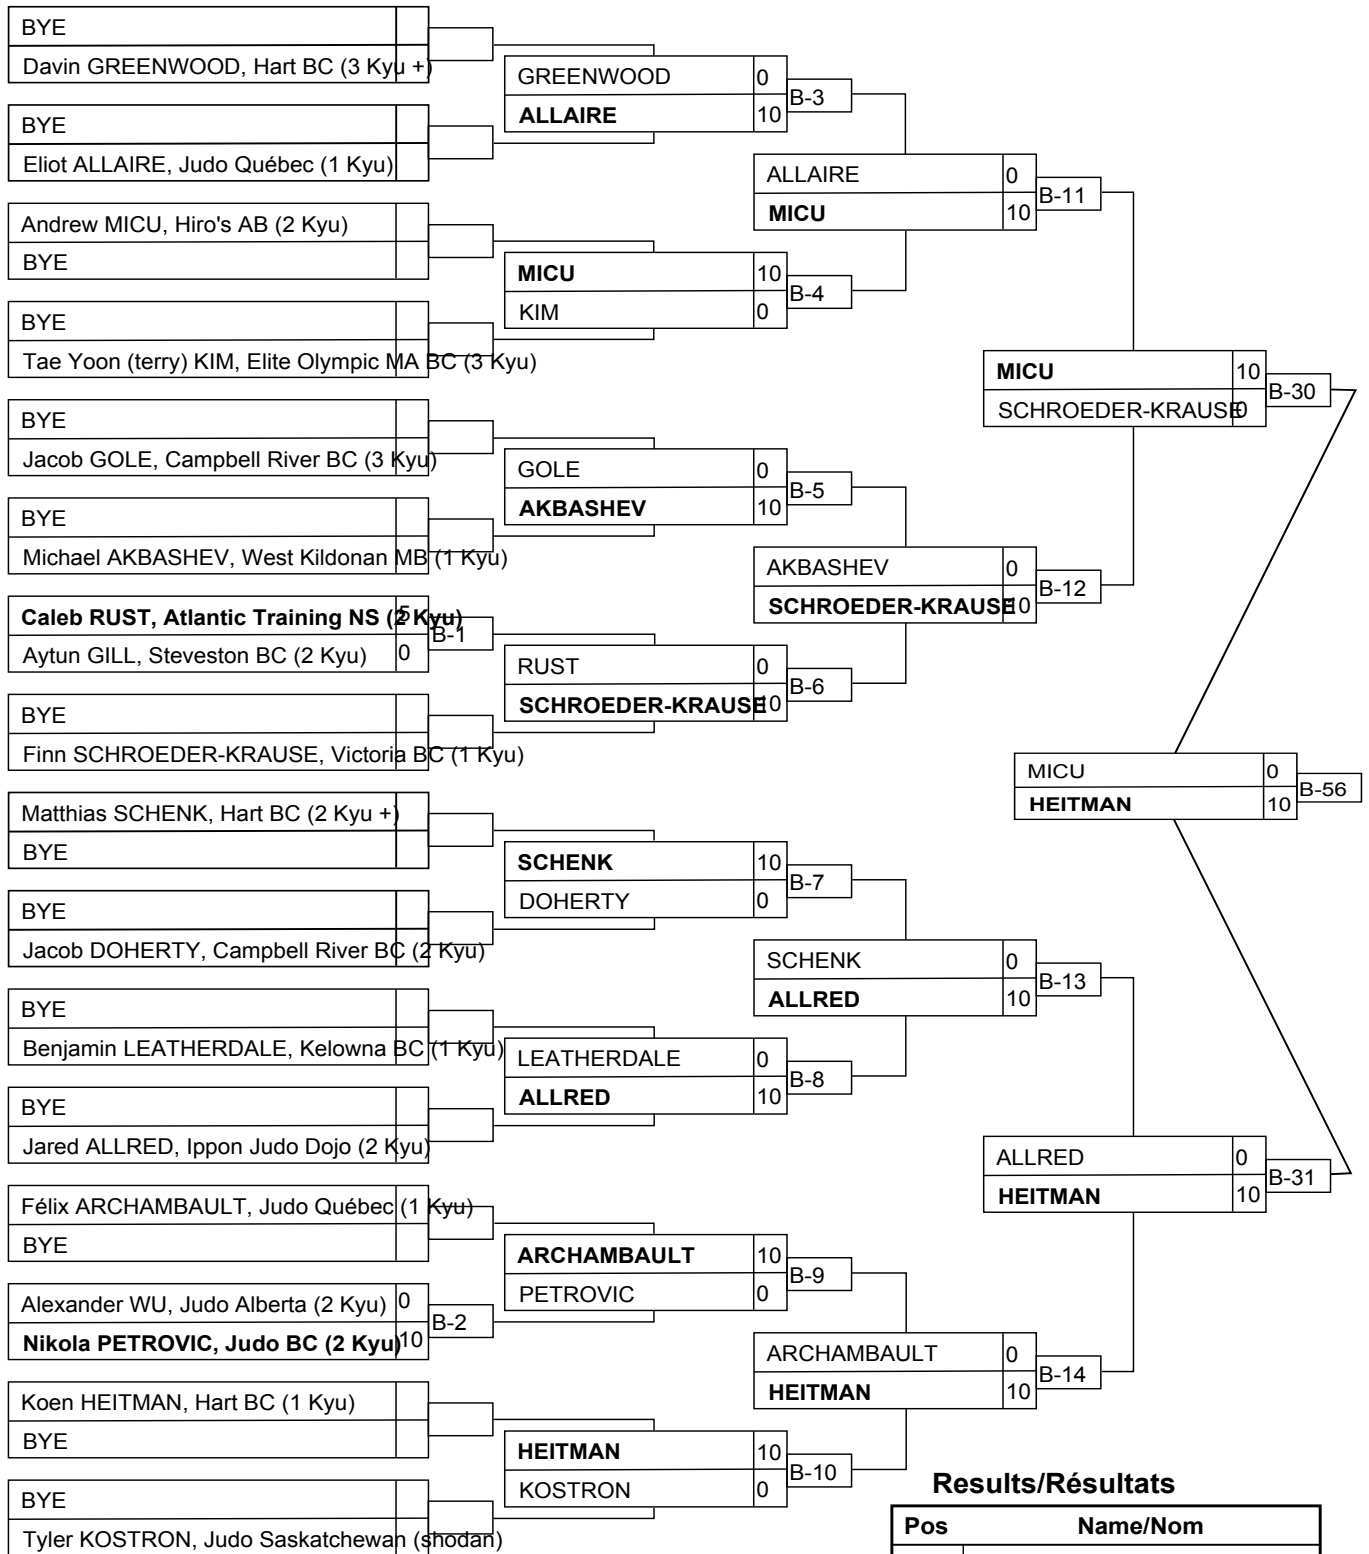 BYE
Davin GREENWOOD, Hart BC (3 Kyu +)
BYE
Eliot ALLAIRE, Judo Québec (1 Kyu)
Andrew MICU, Hiro's AB (2 Kyu)
BYE
BYE
Tae Yoon (terry) KIM, Elite Olympic MA BC (3 Kyu)
BYE
Jacob GOLE, Campbell River BC (3 Kyu)
BYE
Michael AKBASHEV, West Kildonan MB (1 Kyu)
Caleb RUST, Atlantic Training NS (2 Kyu) 5
Aytun GILL, Steveston BC (2 Kyu) 0
B-1
BYE
Finn SCHROEDER-KRAUSE, Victoria BC (1 Kyu)
Matthias SCHENK, Hart BC (2 Kyu +)
BYE
BYE
Jacob DOHERTY, Campbell River BC (2 Kyu)
BYE
Benjamin LEATHERDALE, Kelowna BC (1 Kyu)
BYE
Jared ALLRED, Ippon Judo Dojo (2 Kyu)
Félix ARCHAMBAULT, Judo Québec (1 Kyu)
BYE
Alexander WU, Judo Alberta (2 Kyu) 0
Nikola PETROVIC, Judo BC (2 Kyu) 10
B-2
Koen HEITMAN, Hart BC (1 Kyu)
BYE
BYE
Tyler KOSTRON, Judo Saskatchewan (shodan)
GREENWOOD 0
ALLAIRE 10
B-3
MICU 10
KIM 0
B-4
GOLE 0
AKBASHEV 10
B-5
RUST 0
SCHROEDER-KRAUSE 10
B-6
SCHENK 10
DOHERTY 0
B-7
LEATHERDALE 0
ALLRED 10
B-8
ARCHAMBAULT 10
PETROVIC 0
B-9
HEITMAN 10
KOSTRON 0
B-10
ALLAIRE 0
MICU 10
B-11
AKBASHEV 0
SCHROEDER-KRAUSE 10
B-12
SCHENK 0
ALLRED 10
B-13
ARCHAMBAULT 0
HEITMAN 10
B-14
MICU 10
SCHROEDER-KRAUSE 0
B-30
ALLRED 0
HEITMAN 10
B-31
MICU 0
HEITMAN 10
B-56
Results/Résultats
Pos Name/Nom